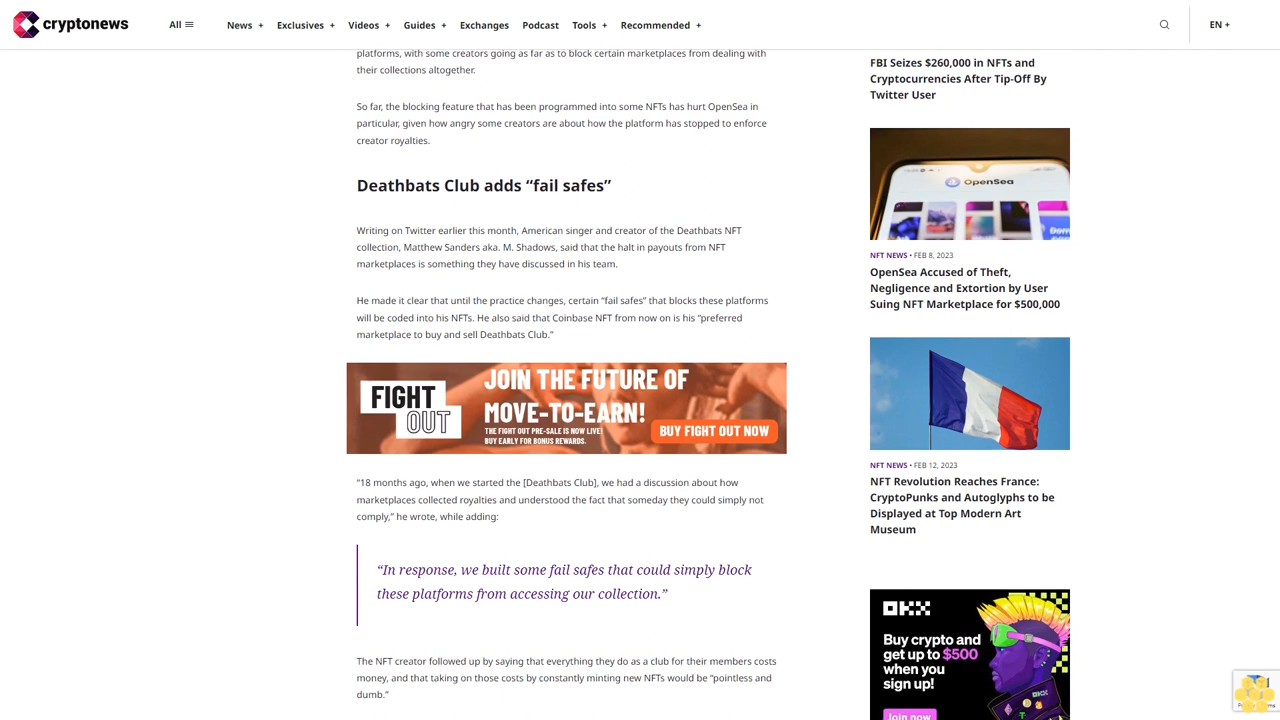 cryptonews
All
News +
Exclusives +
Videos +
Guides +
Exchanges
Podcast
Tools +
Recommended +
EN +
platforms, with some creators going as far as to block certain marketplaces from dealing with
their collections altogether.
So far, the blocking feature that has been programmed into some NFTs has hurt OpenSea in
particular, given how angry some creators are about how the platform has stopped to enforce
creator royalties.
Deathbats Club adds “fail safes”
Writing on Twitter earlier this month, American singer and creator of the Deathbats NFT
collection, Matthew Sanders aka. M. Shadows, said that the halt in payouts from NFT
marketplaces is something they have discussed in his team.
He made it clear that until the practice changes, certain “fail safes” that blocks these platforms
will be coded into his NFTs. He also said that Coinbase NFT from now on is his “preferred
marketplace to buy and sell Deathbats Club.”
FIGHT
OUT
JOIN THE FUTURE OF
MOVE-TO-EARN!
THE FIGHT OUT PRE-SALE IS NOW LIVE!
BUY EARLY FOR BONUS REWARDS.
BUY FIGHT OUT NOW
“18 months ago, when we started the [Deathbats Club], we had a discussion about how
marketplaces collected royalties and understood the fact that someday they could simply not
comply,” he wrote, while adding:
“In response, we built some fail safes that could simply block
these platforms from accessing our collection.”
The NFT creator followed up by saying that everything they do as a club for their members costs
money, and that taking on those costs by constantly minting new NFTs would be “pointless and
dumb.”
FBI Seizes $260,000 in NFTs and
Cryptocurrencies After Tip-Off By
Twitter User
OpenSea
NFT NEWS • FEB 8, 2023
OpenSea Accused of Theft,
Negligence and Extortion by User
Suing NFT Marketplace for $500,000
NFT NEWS • FEB 12, 2023
NFT Revolution Reaches France:
CryptoPunks and Autoglyphs to be
Displayed at Top Modern Art
Museum
OKX
Buy crypto and
get up to $500
when you
sign up!
Join now